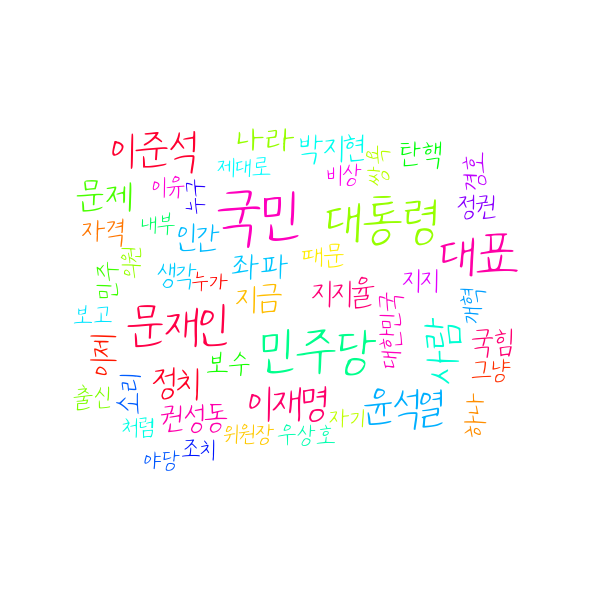 이준석
나라
박지현
탄핵
제대로
쌍욕
경호
문제
이유
누구
비상
자격
내부
인간
국민
대통령
정권
대표
민주
의원
생각
누가
좌파
때문
지금
지지율
지지
개혁
보고
이제
문재인
민주당
대한민국
사람
국힘
그냥
출신
소리
정치
보수
이재명
윤석열
하나
처럼
권성동
위원장
우상호
자기
야당
조치